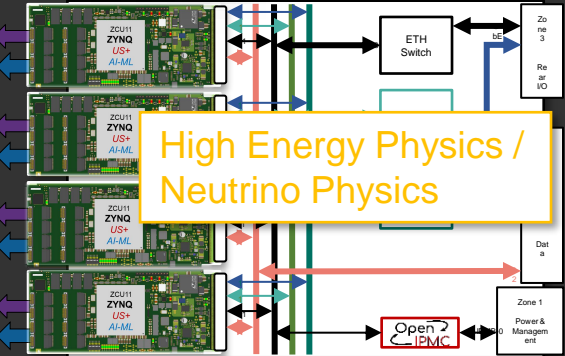 ZCU11
ZYNQ
US+
AI-ML
ETH
Switch
bE
Zo
ne
3
Re
ar
I/O
ZCU11
ZYNQ
US+
AI-ML
High Energy Physics /
Neutrino Physics
ZCU11
ZYNQ
US+
AI-ML
Dat
a
2
ZCU11
ZYNQ
US+
AI-ML
Zone 1
Power &
Managem
ent
Open
IPMC